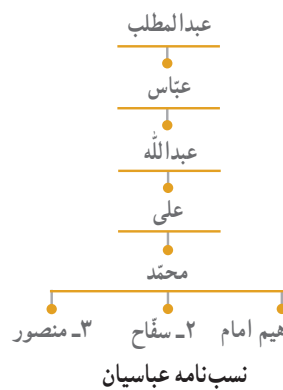 عبدالمطلب
عبّاس
عبدالله
علی
محمّد
هیم امام ۲ـ سفّاح ۳ـ منصور
نسب‌نامه عباسیان